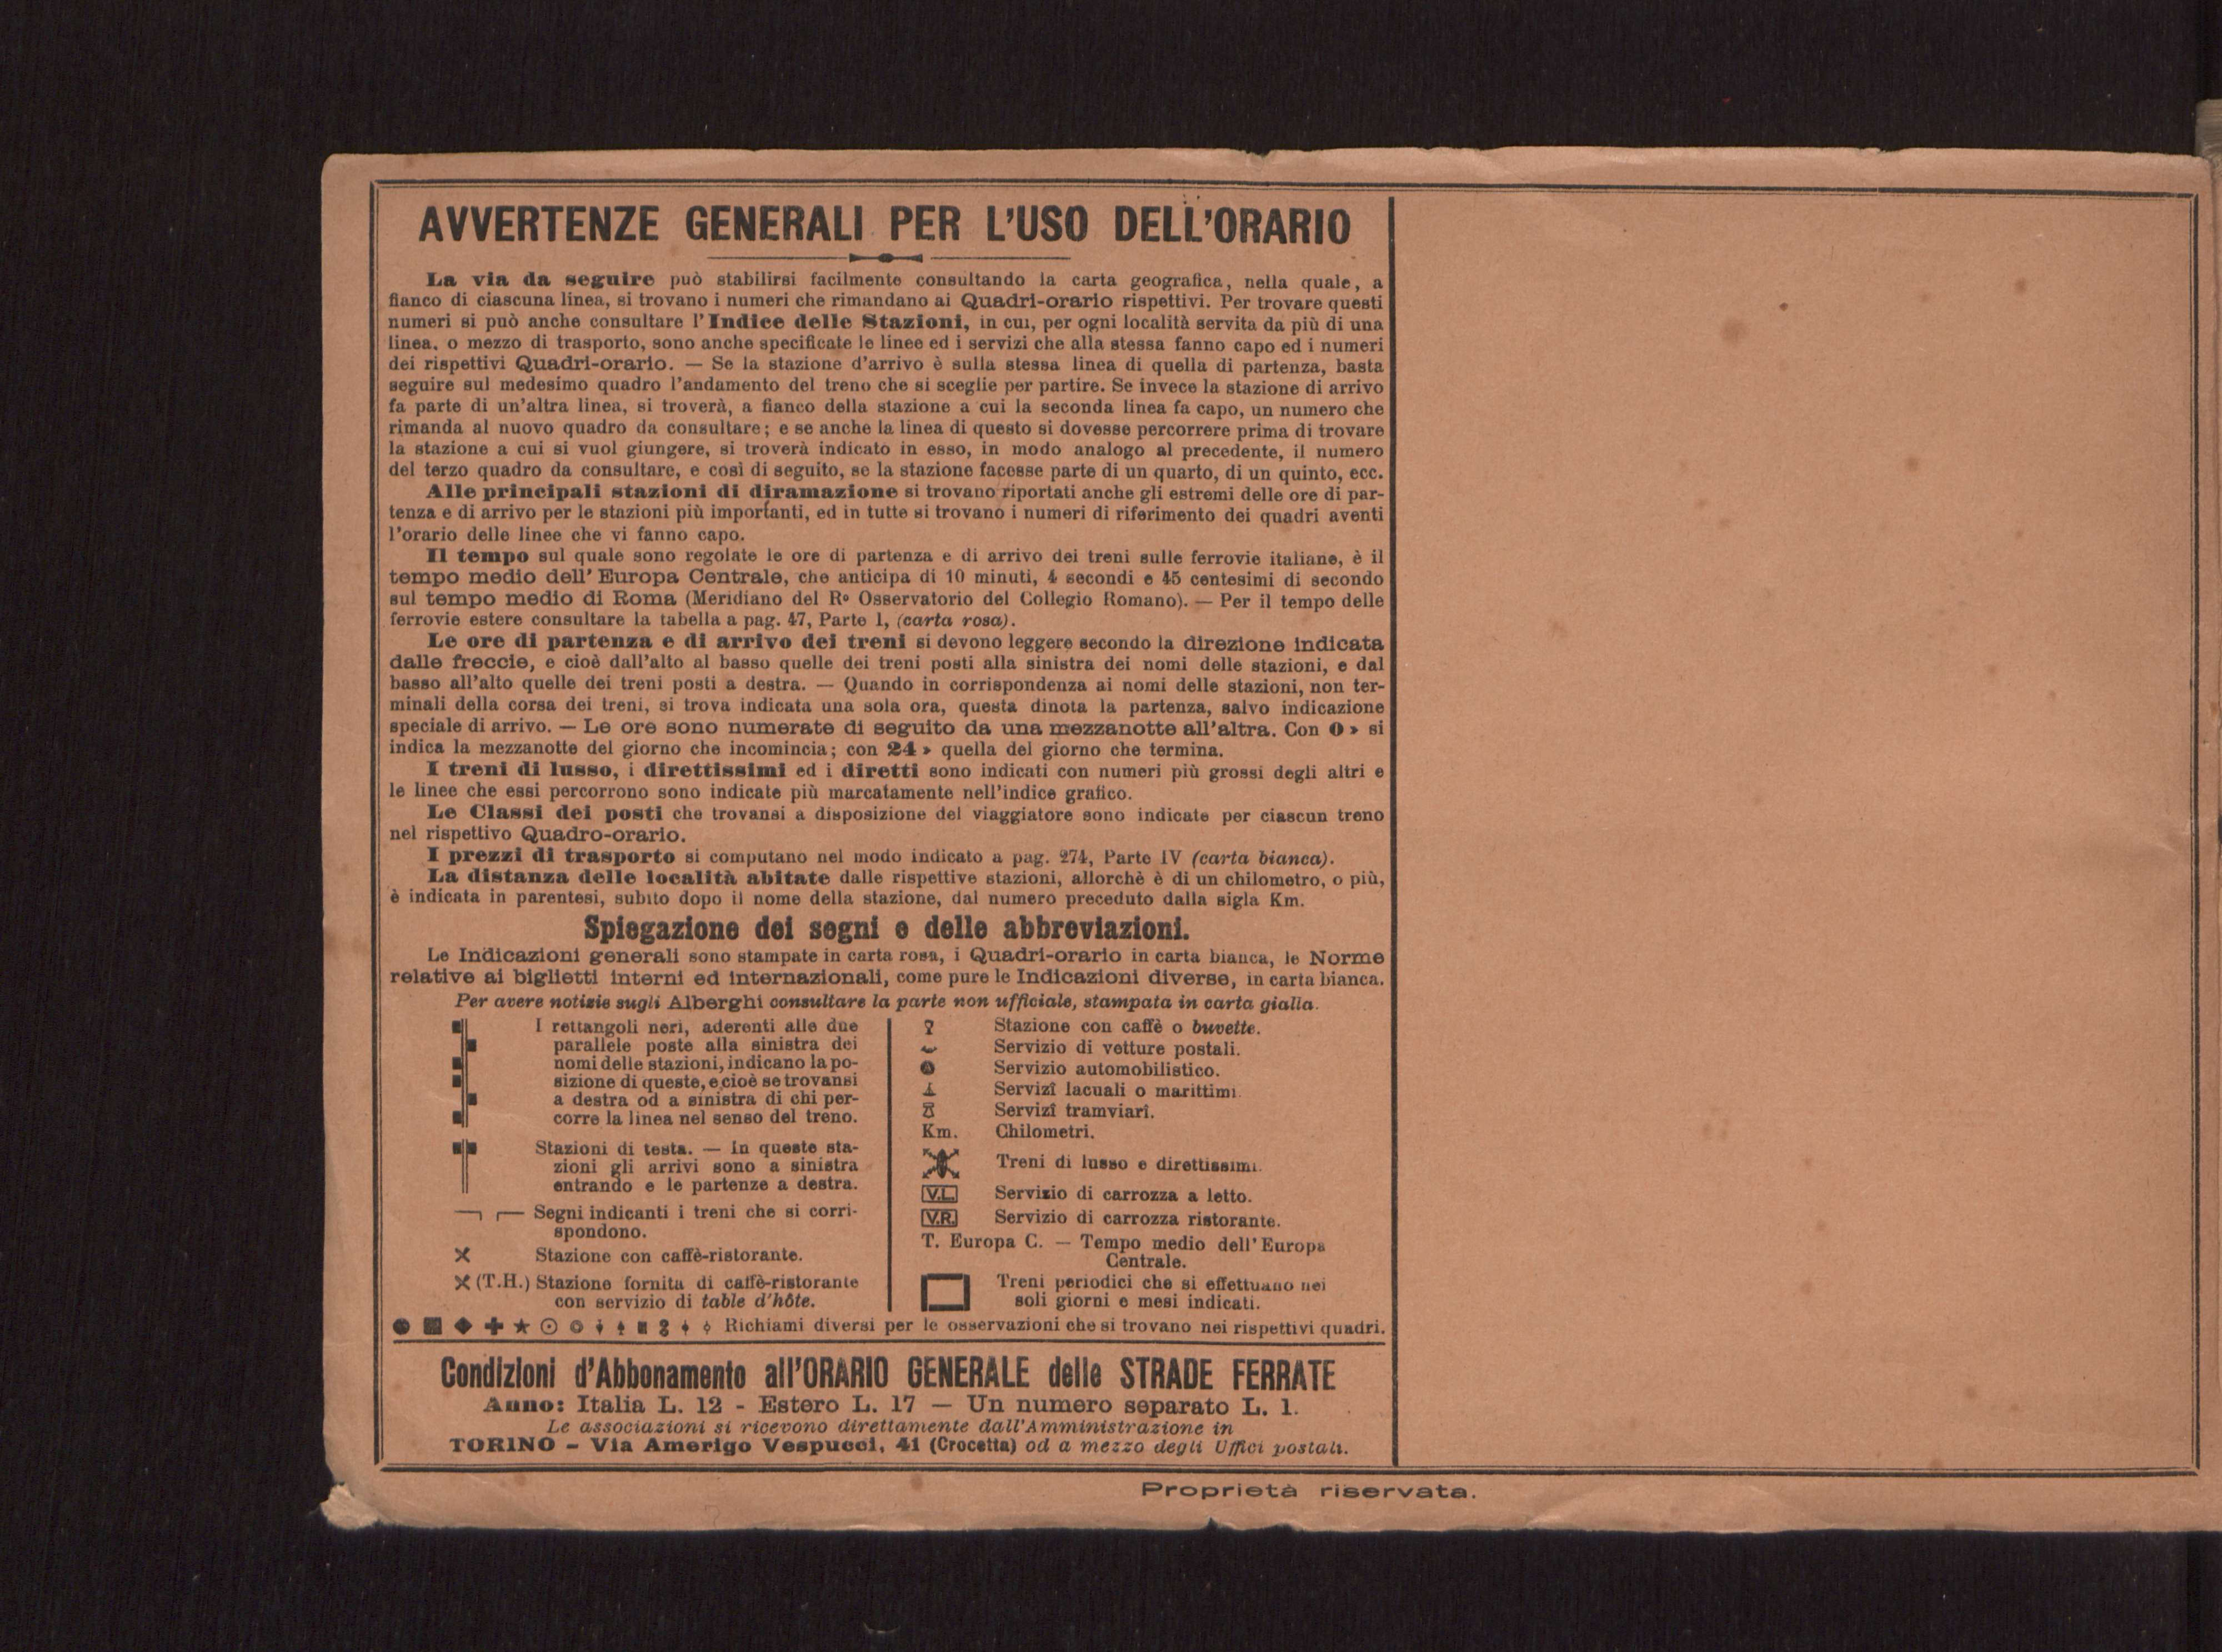 AVVERTENZE GENERALI PER L'USO DELL'ORARIO
La via da seguire può stabilirsi facilmente consultando la carta geografica, nella quale, a
fianco di ciascuna linea, si trovano i numeri che rimandano ai Quadri-orario rispettivi. Per trovare questi
numeri si può anche consultare l'Indice delle Stazioni, in cui, per ogni località servita da più di una
linea, o mezzo di trasporto, sono anche specificate le linee ed i servizi che alla stessa fanno capo ed i numeri
dei rispettivi Quadri-orario. — Se la stazione d'arrivo è sulla stessa linea di quella di partenza, basta
seguire sul medesimo quadro l'andamento del treno che si sceglie per partire. Se invece la stazione di arrivo
fa parte di un'altra linea, si troverà, a fianco della stazione a cui la seconda linea fa capo, un numero che
rimanda al nuovo quadro da consultare; e se anche la linea di questo si dovesse percorrere prima di trovare
la stazione a cui si vuol giungere, si troverà indicato in esso, in modo analogo al precedente, il numero
del terzo quadro da consultare, e così di seguito, se la stazione facesse parte di un quarto, di un quinto, ecc.
Alle principali stazioni di diramazione si trovano riportati anche gli estremi delle ore di par-
tenza e di arrivo per le stazioni più importanti, ed in tutte si trovano i numeri di riferimento dei quadri aventi
l'orario delle linee che vi fanno capo.
Il tempo sul quale sono regolate le ore di partenza e di arrivo dei treni sulle ferrovie italiane, è il
tempo medio dell'Europa Centrale, che anticipa di 10 minuti, 4 secondi e 45 centesimi di secondo
sul tempo medio di Roma (Meridiano del Rº Osservatorio del Collegio Romano). — Per il tempo delle
ferrovie estere consultare la tabella a pag. 47, Parte I, (carta rosa).
Le ore di partenza e di arrivo dei treni si devono leggere secondo la direzione indicata
dalle freccie, e cioè dall'alto al basso quelle dei treni posti alla sinistra dei nomi delle stazioni, e dal
basso all'alto quelle dei treni posti a destra. — Quando in corrispondenza ai nomi delle stazioni, non ter-
minali della corsa dei treni, si trova indicata una sola ora, questa dinota la partenza, salvo indicazione
speciale di arrivo. — Le ore sono numerate di seguito da una mezzanotte all'altra. Con 0 » si
indica la mezzanotte del giorno che incomincia; con 24 » quella del giorno che termina.
I treni di lusso, i direttissimi ed i diretti sono indicati con numeri più grossi degli altri e
le linee che essi percorrono sono indicate più marcatamente nell'indice grafico.
Le Classi dei posti che trovansi a disposizione del viaggiatore sono indicate per ciascun treno
nel rispettivo Quadro-orario.
I prezzi di trasporto si computano nel modo indicato a pag. 274, Parte IV (carta bianca).
La distanza delle località abitate dalle rispettive stazioni, allorchè è di un chilometro, o più,
è indicata in parentesi, subito dopo il nome della stazione, dal numero preceduto dalla sigla Km.
Spiegazione dei segni e delle abbreviazioni.
Le Indicazioni generali sono stampate in carta rosa, i Quadri-orario in carta bianca, le Norme
relative ai biglietti interni ed internazionali, come pure le Indicazioni diverse, in carta bianca.
Per avere notizie sugli Alberghi consultare la parte non ufficiale, stampata in carta gialla.
I rettangoli neri, aderenti alle due
parallele poste alla sinistra dei
nomi delle stazioni, indicano la po-
sizione di queste, e cioè se trovansi
a destra od a sinistra di chi per-
corre la linea nel senso del treno.
Stazioni di testa. — In queste sta-
zioni gli arrivi sono a sinistra
entrando e le partenze a destra.
Segni indicanti i treni che si corri-
spondono.
Stazione con caffè-ristorante.
(T.H.) Stazione fornita di caffè-ristorante
con servizio di table d'hôte.
Stazione con caffè o buvette.
Servizio di vetture postali.
Servizio automobilistico.
Servizî lacuali o marittimi.
Servizî tramviarî.
Km. Chilometri.
Treni di lusso e direttissimi.
V.L. Servizio di carrozza a letto.
V.R. Servizio di carrozza ristorante.
T. Europa C. — Tempo medio dell'Europa
Centrale.
Treni periodici che si effettuano nei
soli giorni e mesi indicati.
Richiami diversi per le osservazioni che si trovano nei rispettivi quadri.
Condizioni d'Abbonamento all'ORARIO GENERALE delle STRADE FERRATE
Anno: Italia L. 12 - Estero L. 17 — Un numero separato L. 1.
Le associazioni si ricevono direttamente dall'Amministrazione in
TORINO - Via Amerigo Vespucci, 41 (Crocetta) od a mezzo degli Uffici postali.
Proprietà riservata.